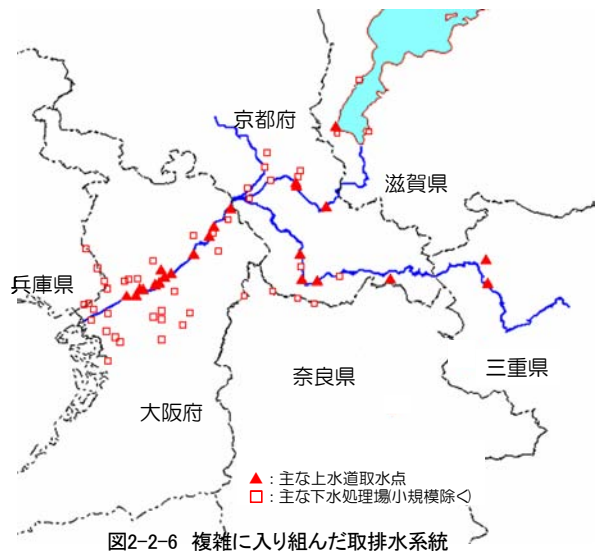 京都府
滋賀県
兵庫県
三重県
奈良県
大阪府
▲：主な上水道取水点
□：主な下水処理場(小規模除く)
図2-2-6 複雑に入り組んだ取排水系統